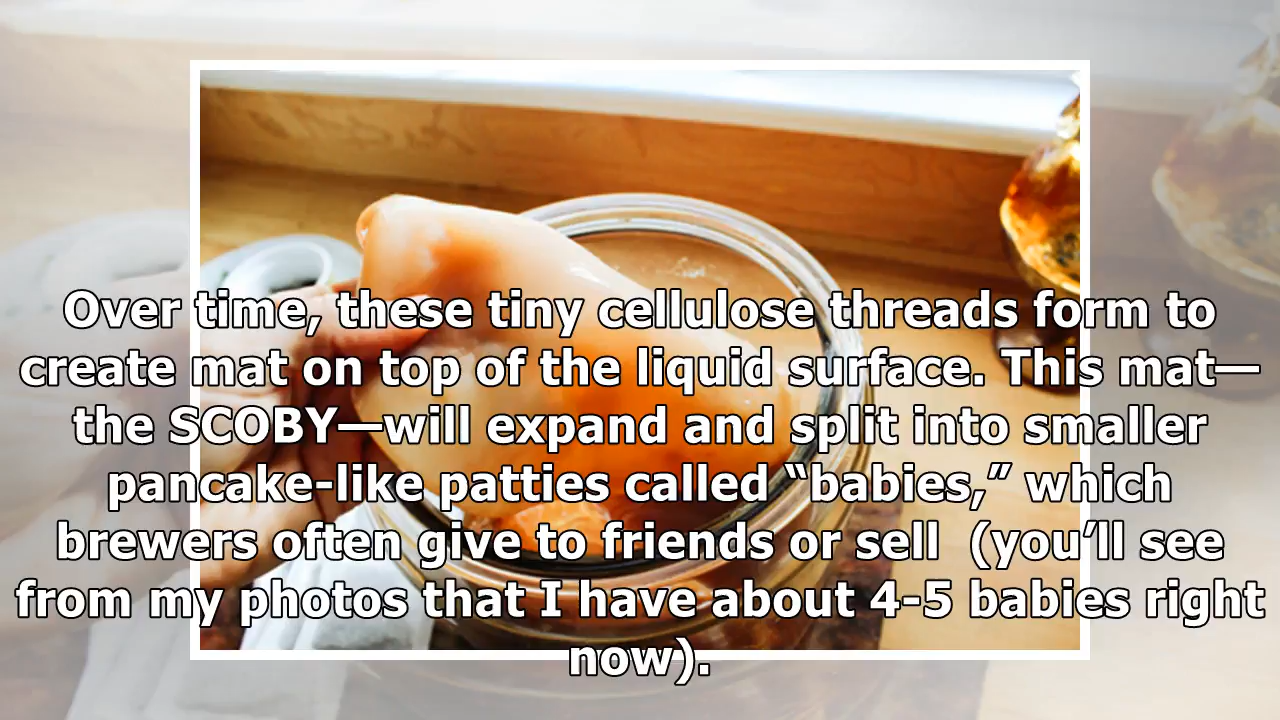 Over time, these tiny cellulose threads form to
create mat on top of the liquid surface. This mat—
the SCOBY—will expand and split into smaller
pancake-like patties called “babies,” which
brewers often give to friends or sell  (you’ll see
from my photos that I have about 4-5 babies right
now).